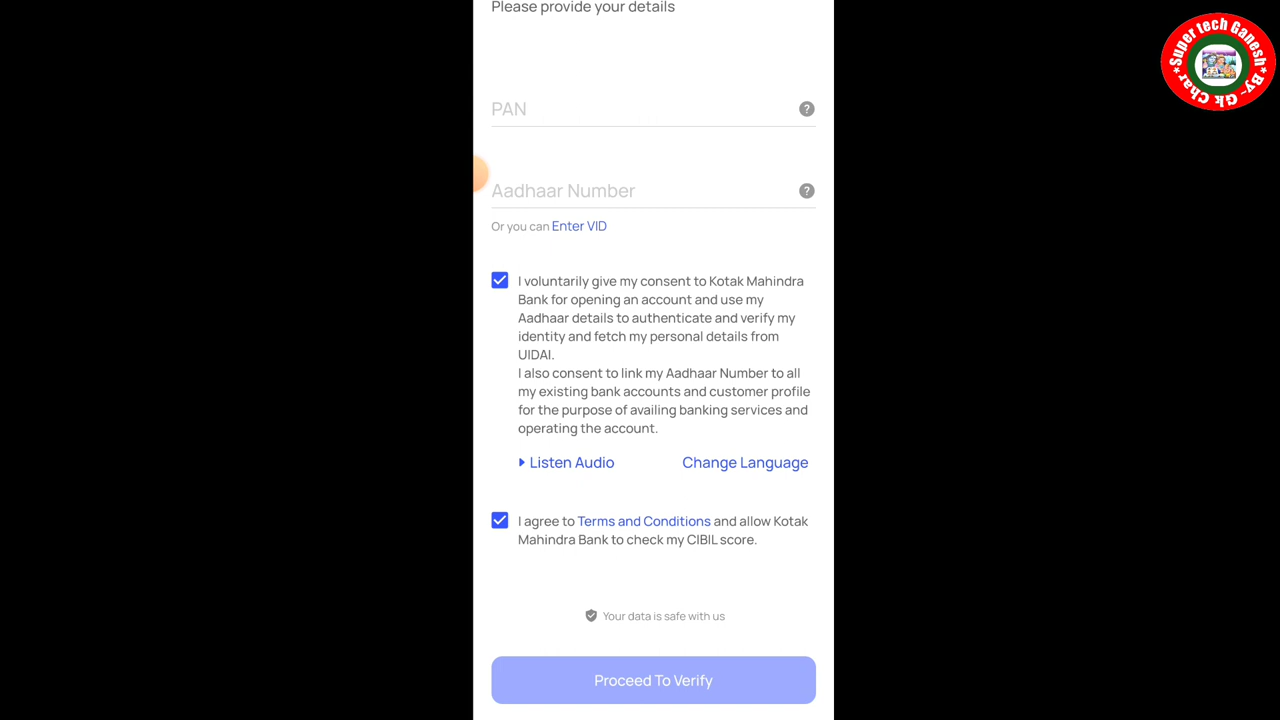 Please provide your details
PAN
?
Aadhaar Number
?
Or you can Enter VID
I voluntarily give my consent to Kotak Mahindra
Bank for opening an account and use my
Aadhaar details to authenticate and verify my
identity and fetch my personal details from
UIDAI.
I also consent to link my Aadhaar Number to all
my existing bank accounts and customer profile
for the purpose of availing banking services and
operating the account.
Listen Audio
Change Language
I agree to Terms and Conditions and allow Kotak
Mahindra Bank to check my CIBIL score.
Your data is safe with us
Proceed To Verify
*Super tech Ganesh*
By-Gk Char